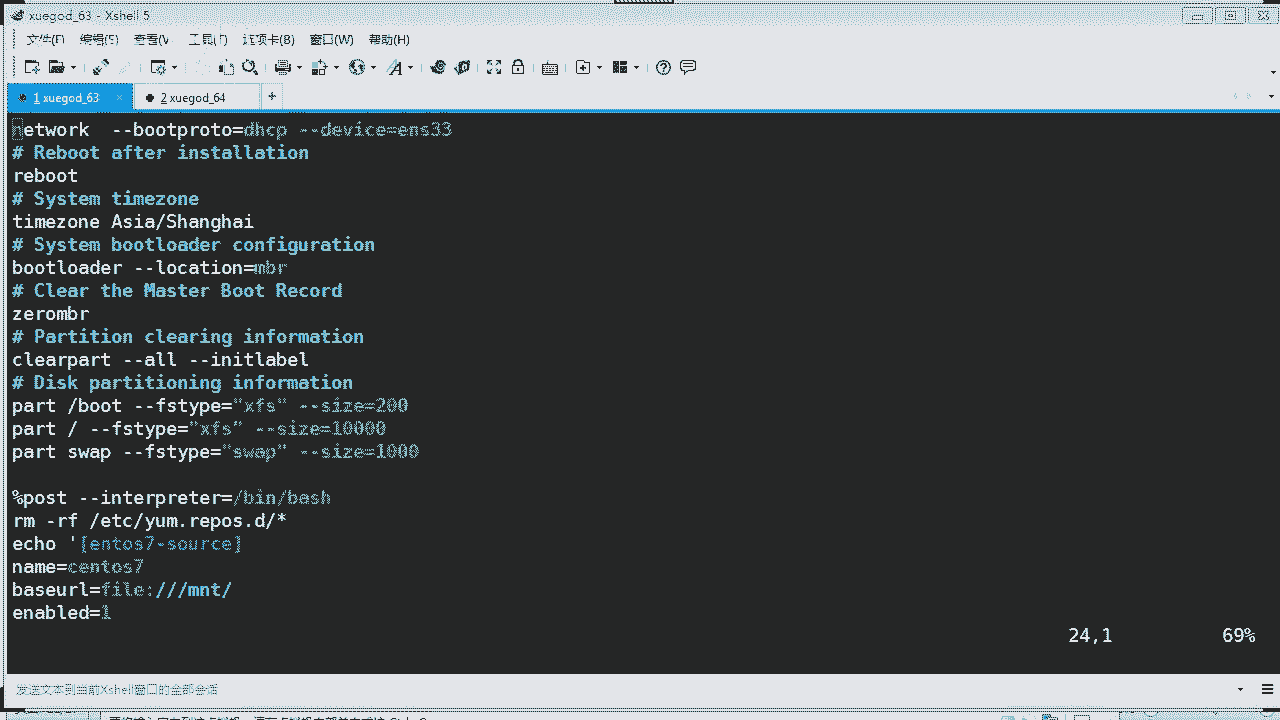 xuegod_63 - Xshell 5
文件(F) 编辑(E) 查看(V) 工具(T) 选项卡(B) 窗口(W) 帮助(H)
1 xuegod_63 × 2 xuegod_64 +
network  --bootproto=dhcp --device=ens33
# Reboot after installation
reboot
# System timezone
timezone Asia/Shanghai
# System bootloader configuration
bootloader --location=mbr
# Clear the Master Boot Record
zerombr
# Partition clearing information
clearpart --all --initlabel
# Disk partitioning information
part /boot --fstype="xfs" --size=200
part / --fstype="xfs" --size=10000
part swap --fstype="swap" --size=1000
%post --interpreter=/bin/bash
rm -rf /etc/yum.repos.d/*
echo '[entos7-source]
name=centos7
baseurl=file:///mnt/
enabled=1
24,1 69%
发送文本到当前Xshell窗口的全部会话